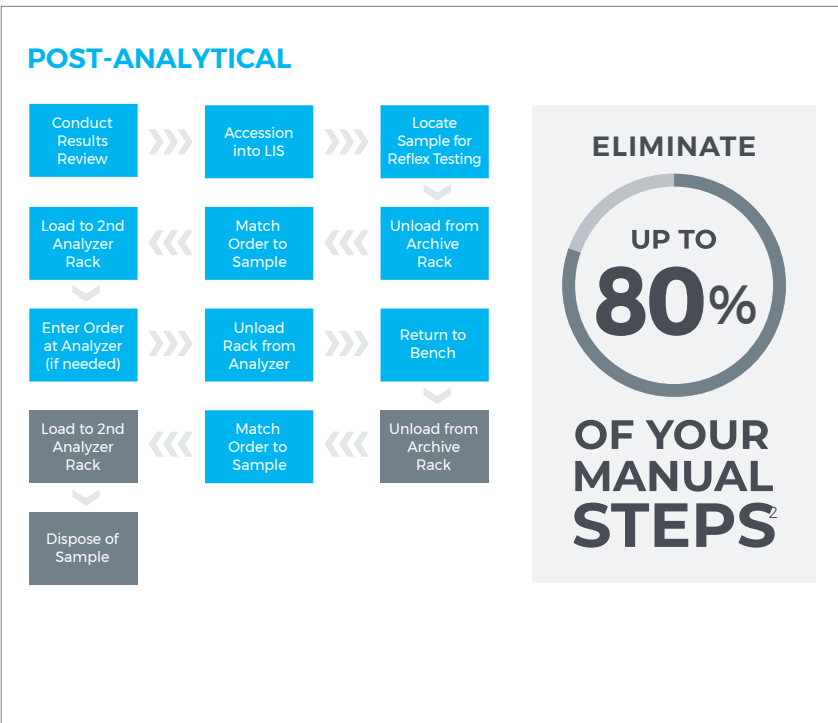 POST-ANALYTICAL
Conduct
Results
Review
Accession
into LIS
Locate
Sample for
Reflex Testing
Unload from
Archive
Rack
Match
Order to
Sample
Load to 2nd
Analyzer
Rack
Enter Order
at Analyzer
(if needed)
Unload
Rack from
Analyzer
Return to
Bench
Unload from
Archive
Rack
Match
Order to
Sample
Load to 2nd
Analyzer
Rack
Dispose of
Sample
ELIMINATE
UP TO
80%
OF YOUR
MANUAL
STEPS2